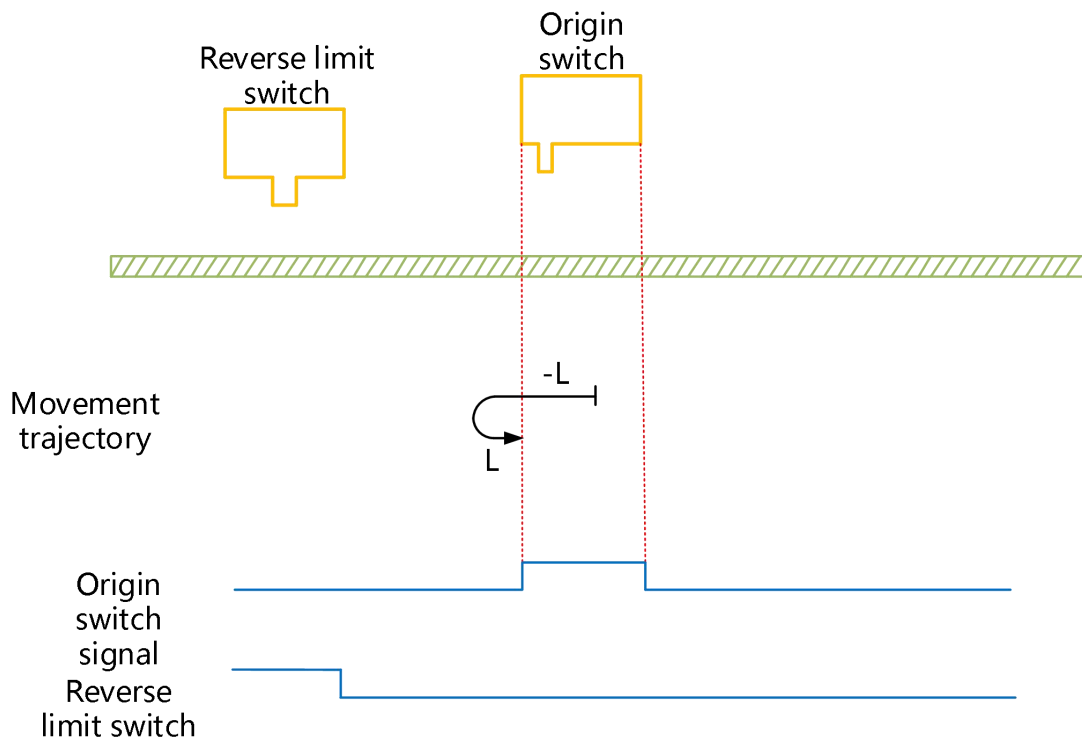 Origin
switch
Reverse limit
switch
-L
Movement
trajectory
L
Origin
switch
signal
Reverse
limit switch